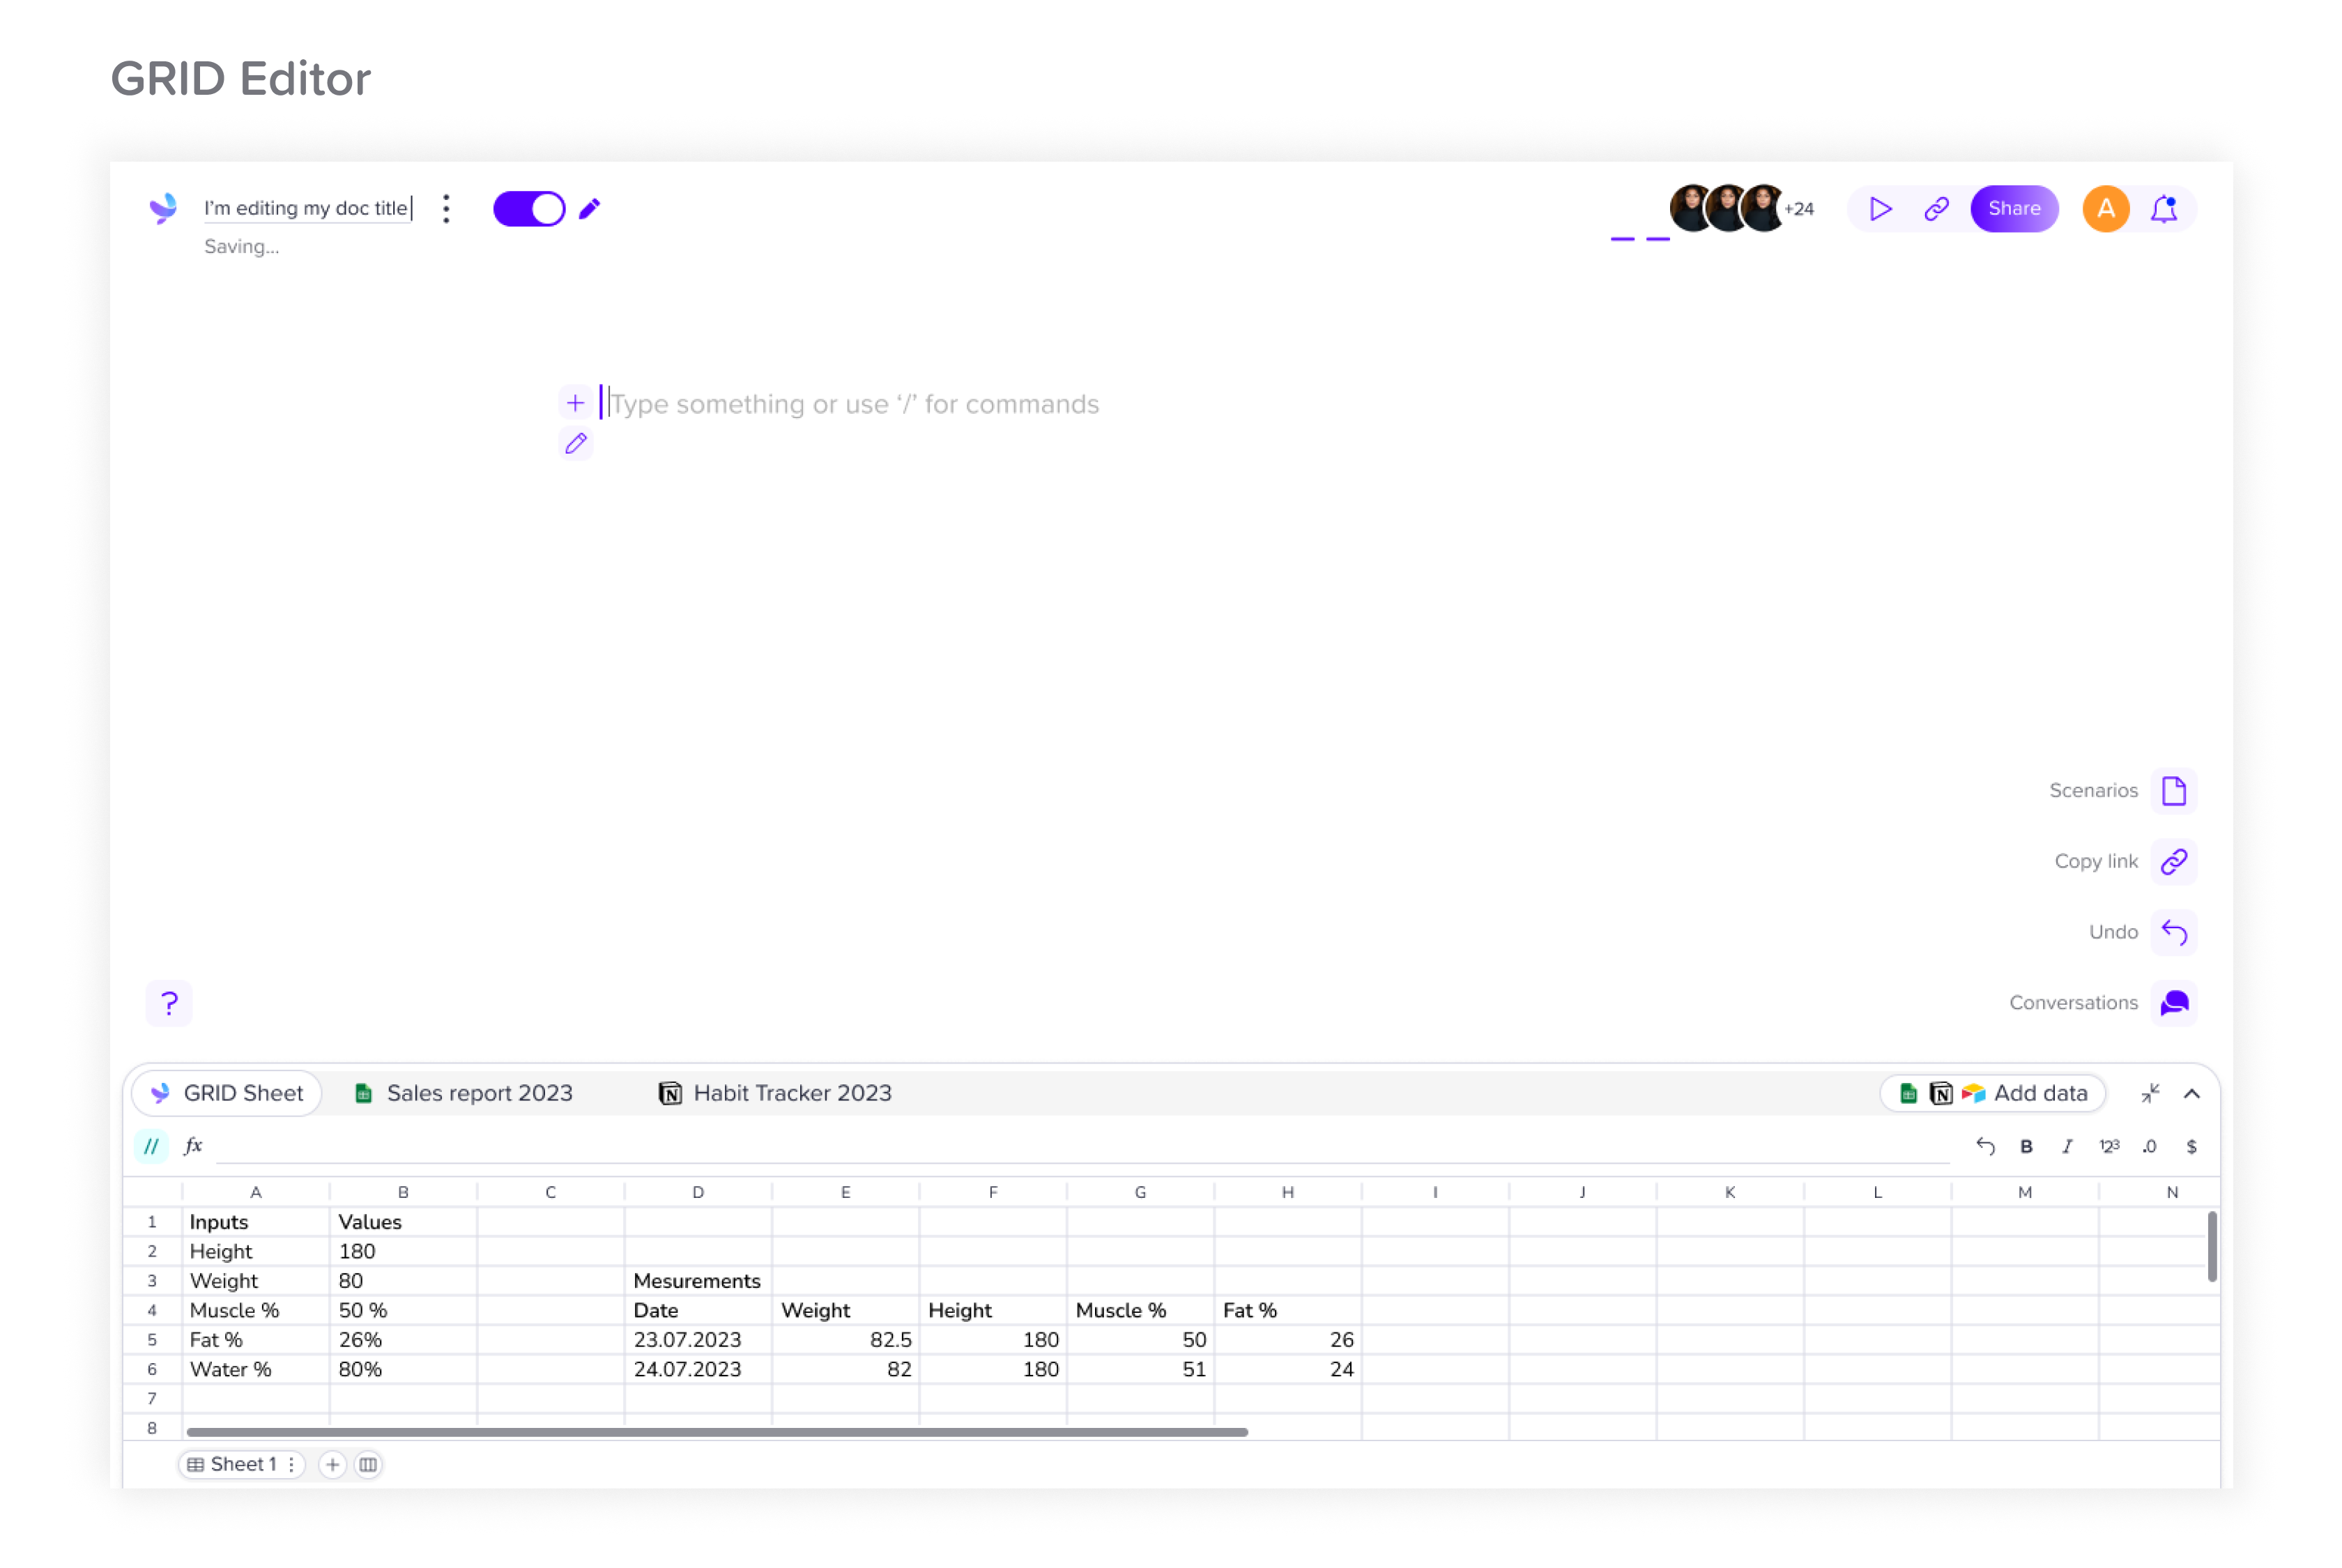 GRID Editor
I'm editing my doc title
Saving...
+24
Share
A
Type something or use ‘/’ for commands
Scenarios
Copy link
Undo
?
Conversations
GRID Sheet Sales report 2023 N Habit Tracker 2023 N Add data
// fx B I 123 .0 $
A B C D E F G H I J K L M N
1 Inputs Values
2 Height 180
3 Weight 80 Mesurements
4 Muscle % 50 % Date Weight Height Muscle % Fat %
5 Fat % 26% 23.07.2023 82.5 180 50 26
6 Water % 80% 24.07.2023 82 180 51 24
7
8
Sheet 1